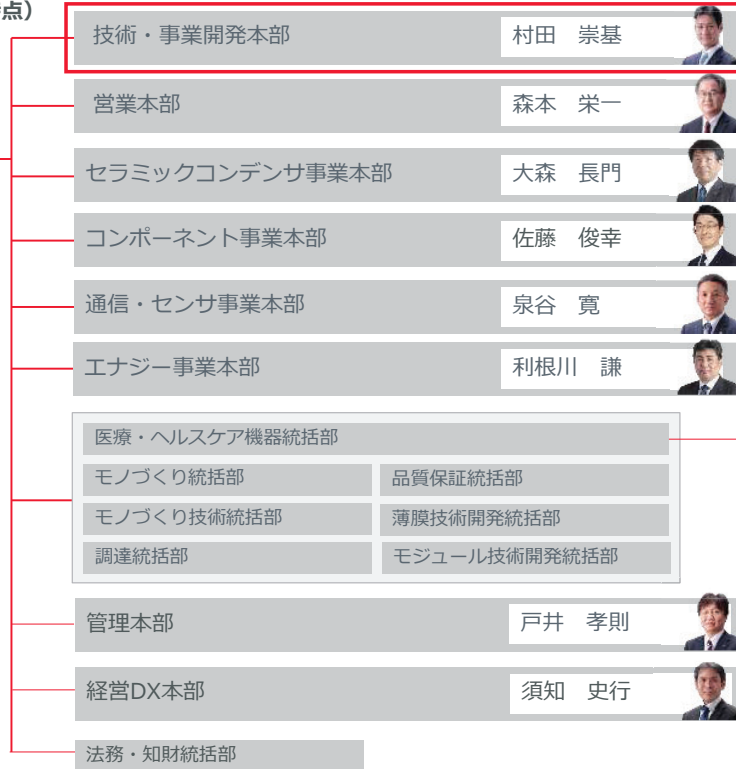 点）
技術・事業開発本部 村田 崇基
営業本部 森本 栄一
セラミックコンデンサ事業本部 大森 長門
コンポーネント事業本部 佐藤 俊幸
通信・センサ事業本部 泉谷 寛
エナジー事業本部 利根川 謙
医療・ヘルスケア機器統括部
モノづくり統括部 品質保証統括部
モノづくり技術統括部 薄膜技術開発統括部
調達統括部 モジュール技術開発統括部
管理本部 戸井 孝則
経営DX本部 須知 史行
法務・知財統括部